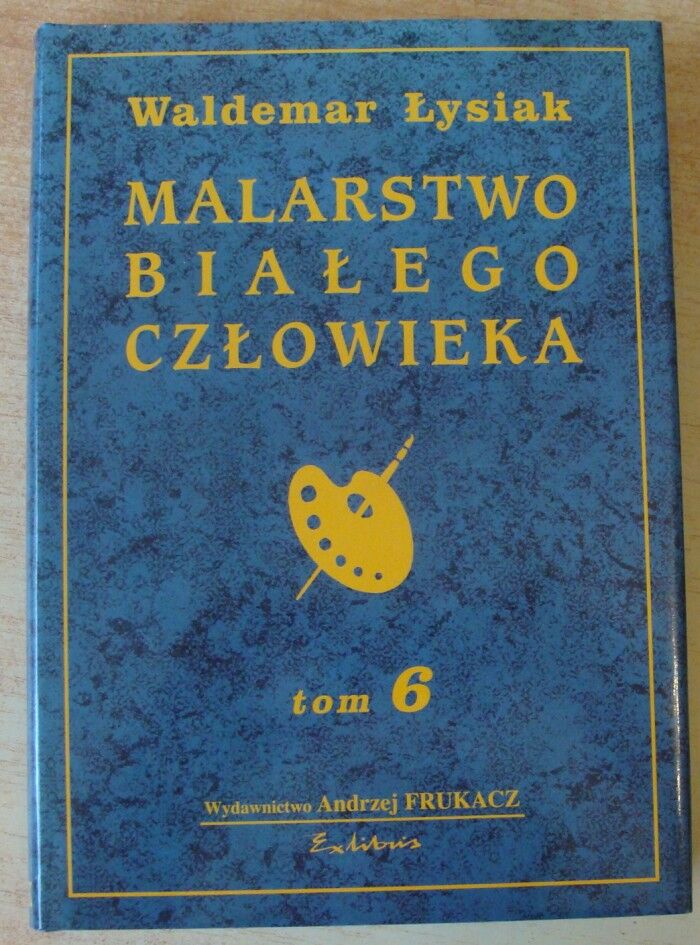 Waldemar Łysiak
MALARSTWO
BIAŁEGO
CZŁOWIEKA
tom 6
Wydawnictwo Andrzej FRUKACZ
Exlibris